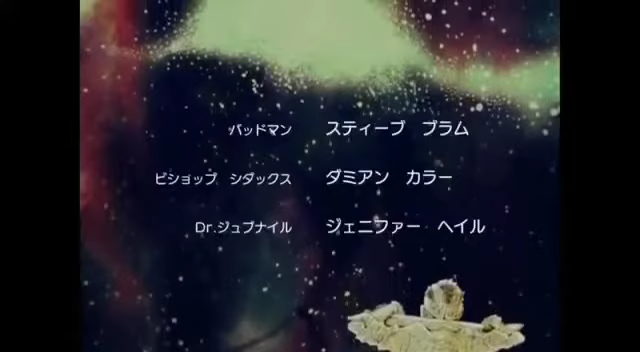 バッドマン　スティーブ　ブラム
ビショップ　シダックス　ダミアン　カラー
Dr.ジュブナイル　ジェニファー　ヘイル